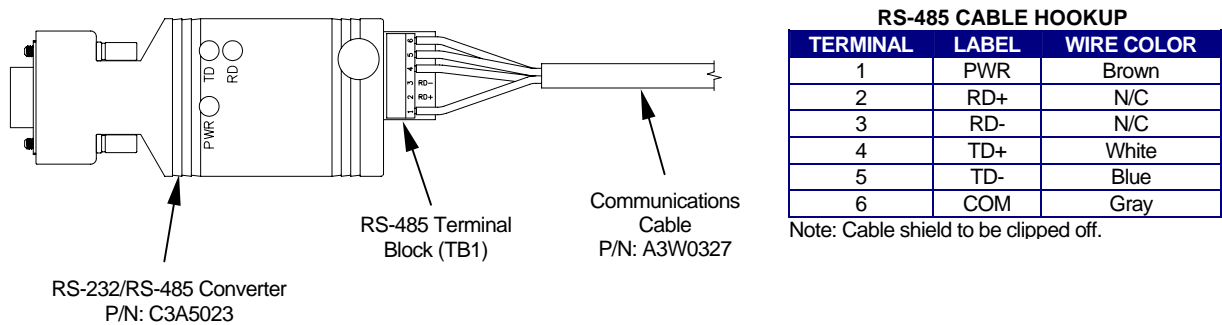 TD
RD
PWR
6
5
4
3 RD-
2 RD+
1
RS-485 Terminal
Block (TB1)
Communications
Cable
P/N: A3W0327
RS-232/RS-485 Converter
P/N: C3A5023
RS-485 CABLE HOOKUP
TERMINAL LABEL WIRE COLOR
1 PWR Brown
2 RD+ N/C
3 RD- N/C
4 TD+ White
5 TD- Blue
6 COM Gray
Note: Cable shield to be clipped off.